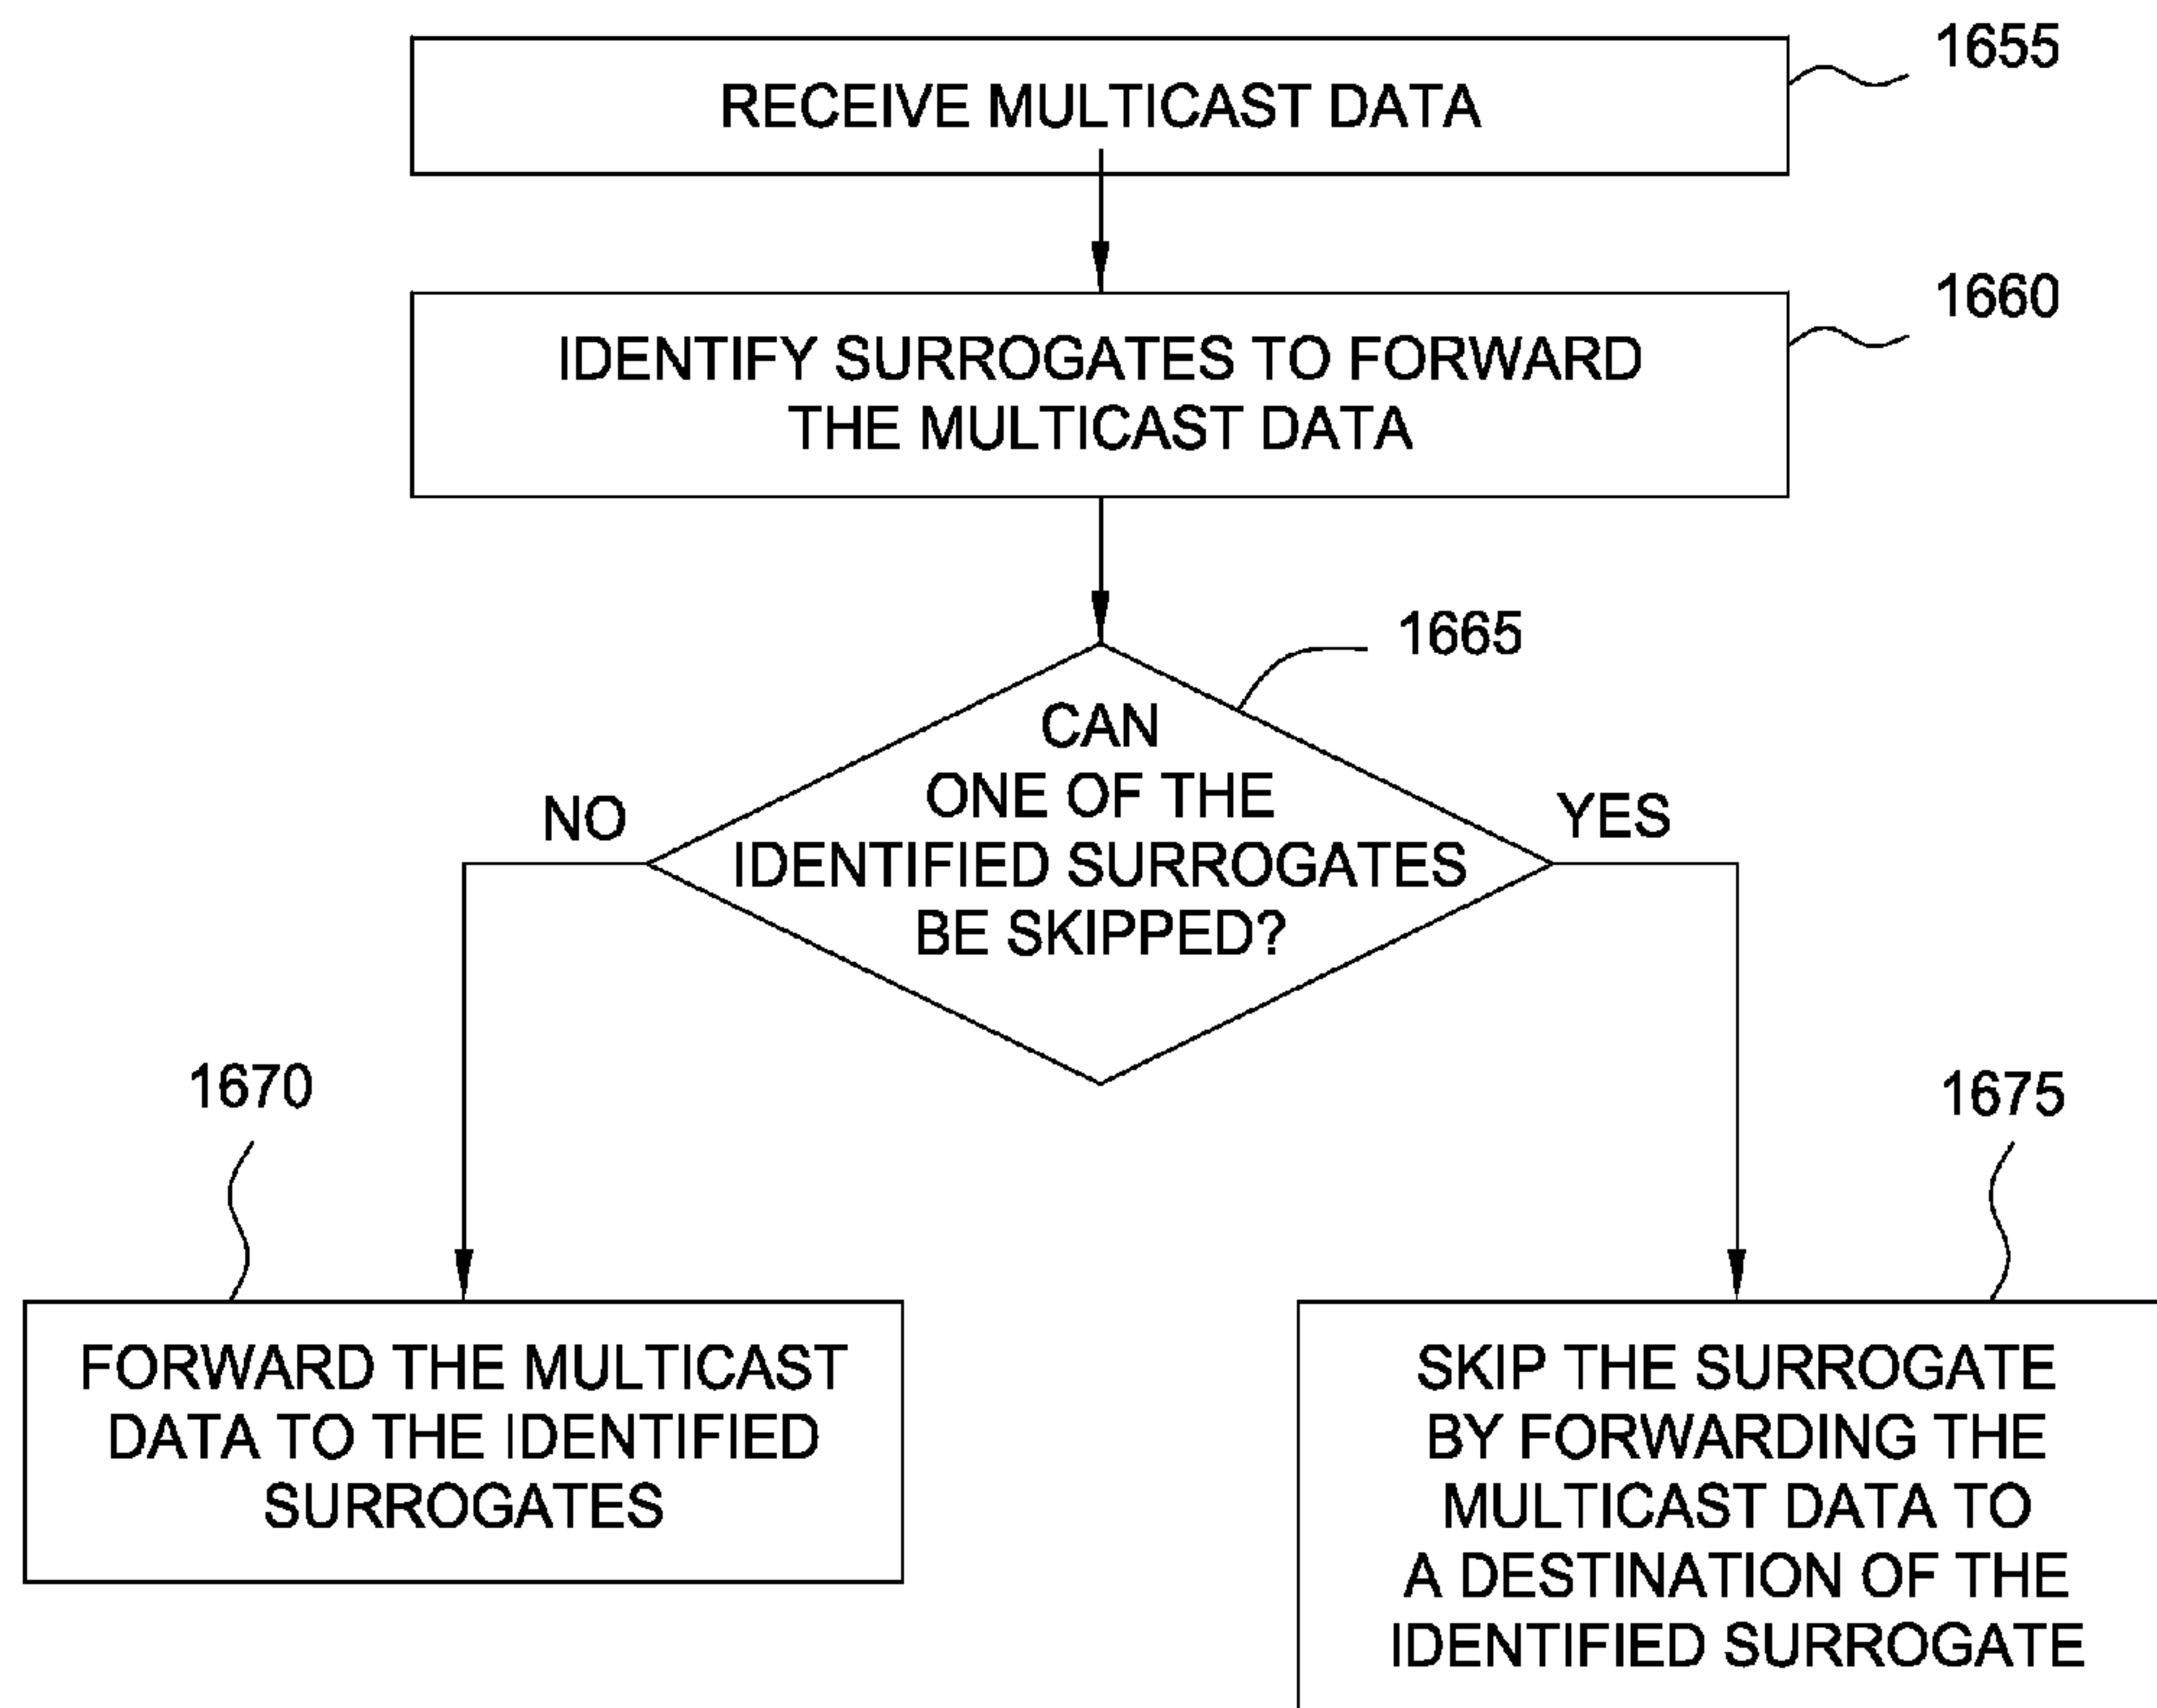 RECEIVE MULTICAST DATA
1655
IDENTIFY SURROGATES TO FORWARD
THE MULTICAST DATA
1660
1665
CAN
ONE OF THE
IDENTIFIED SURROGATES
BE SKIPPED?
NO
YES
1670
1675
FORWARD THE MULTICAST
DATA TO THE IDENTIFIED
SURROGATES
SKIP THE SURROGATE
BY FORWARDING THE
MULTICAST DATA TO
A DESTINATION OF THE
IDENTIFIED SURROGATE